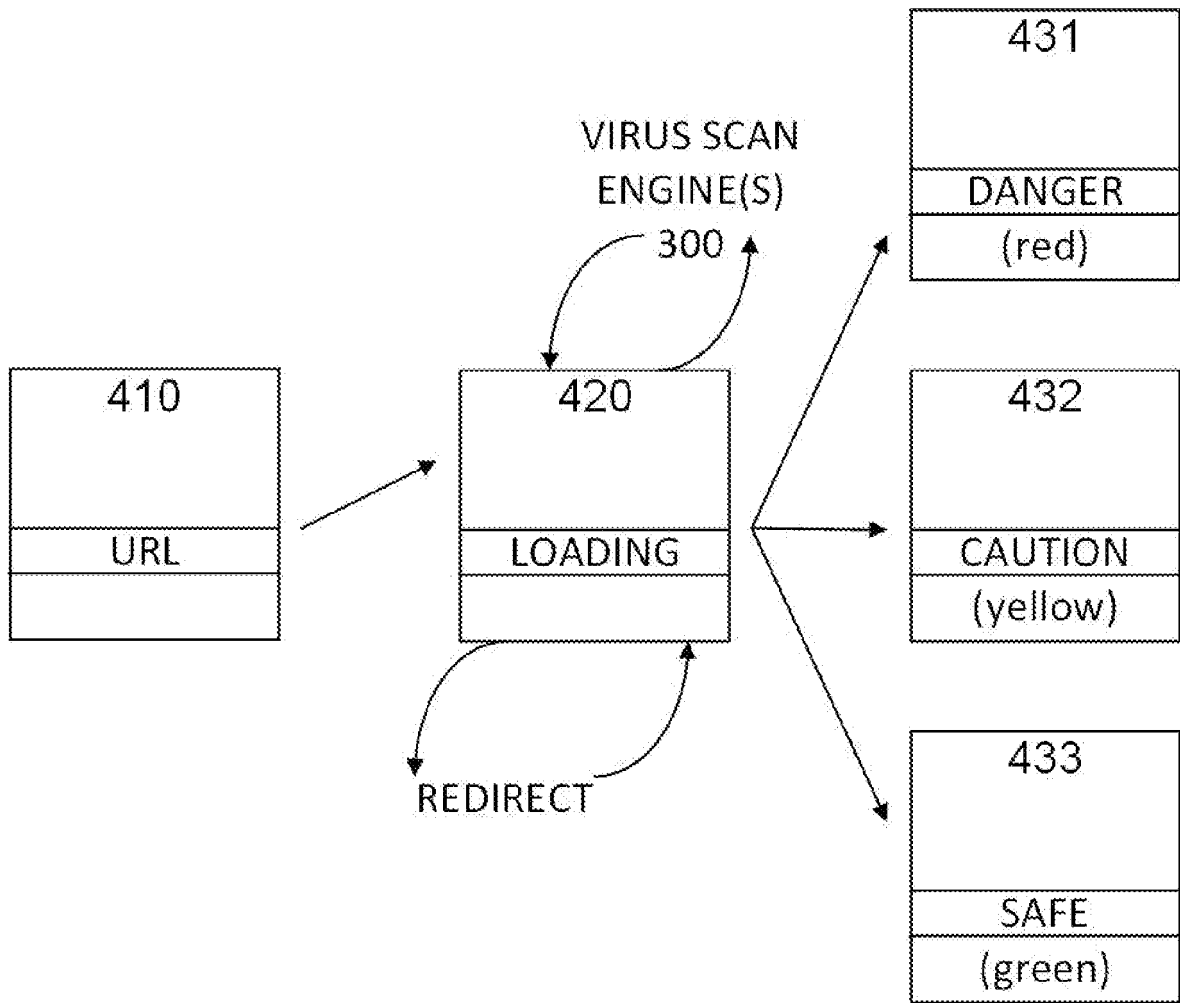 410
URL
VIRUS SCAN
ENGINE(S)
300
420
LOADING
REDIRECT
431
DANGER
(red)
432
CAUTION
(yellow)
433
SAFE
(green)